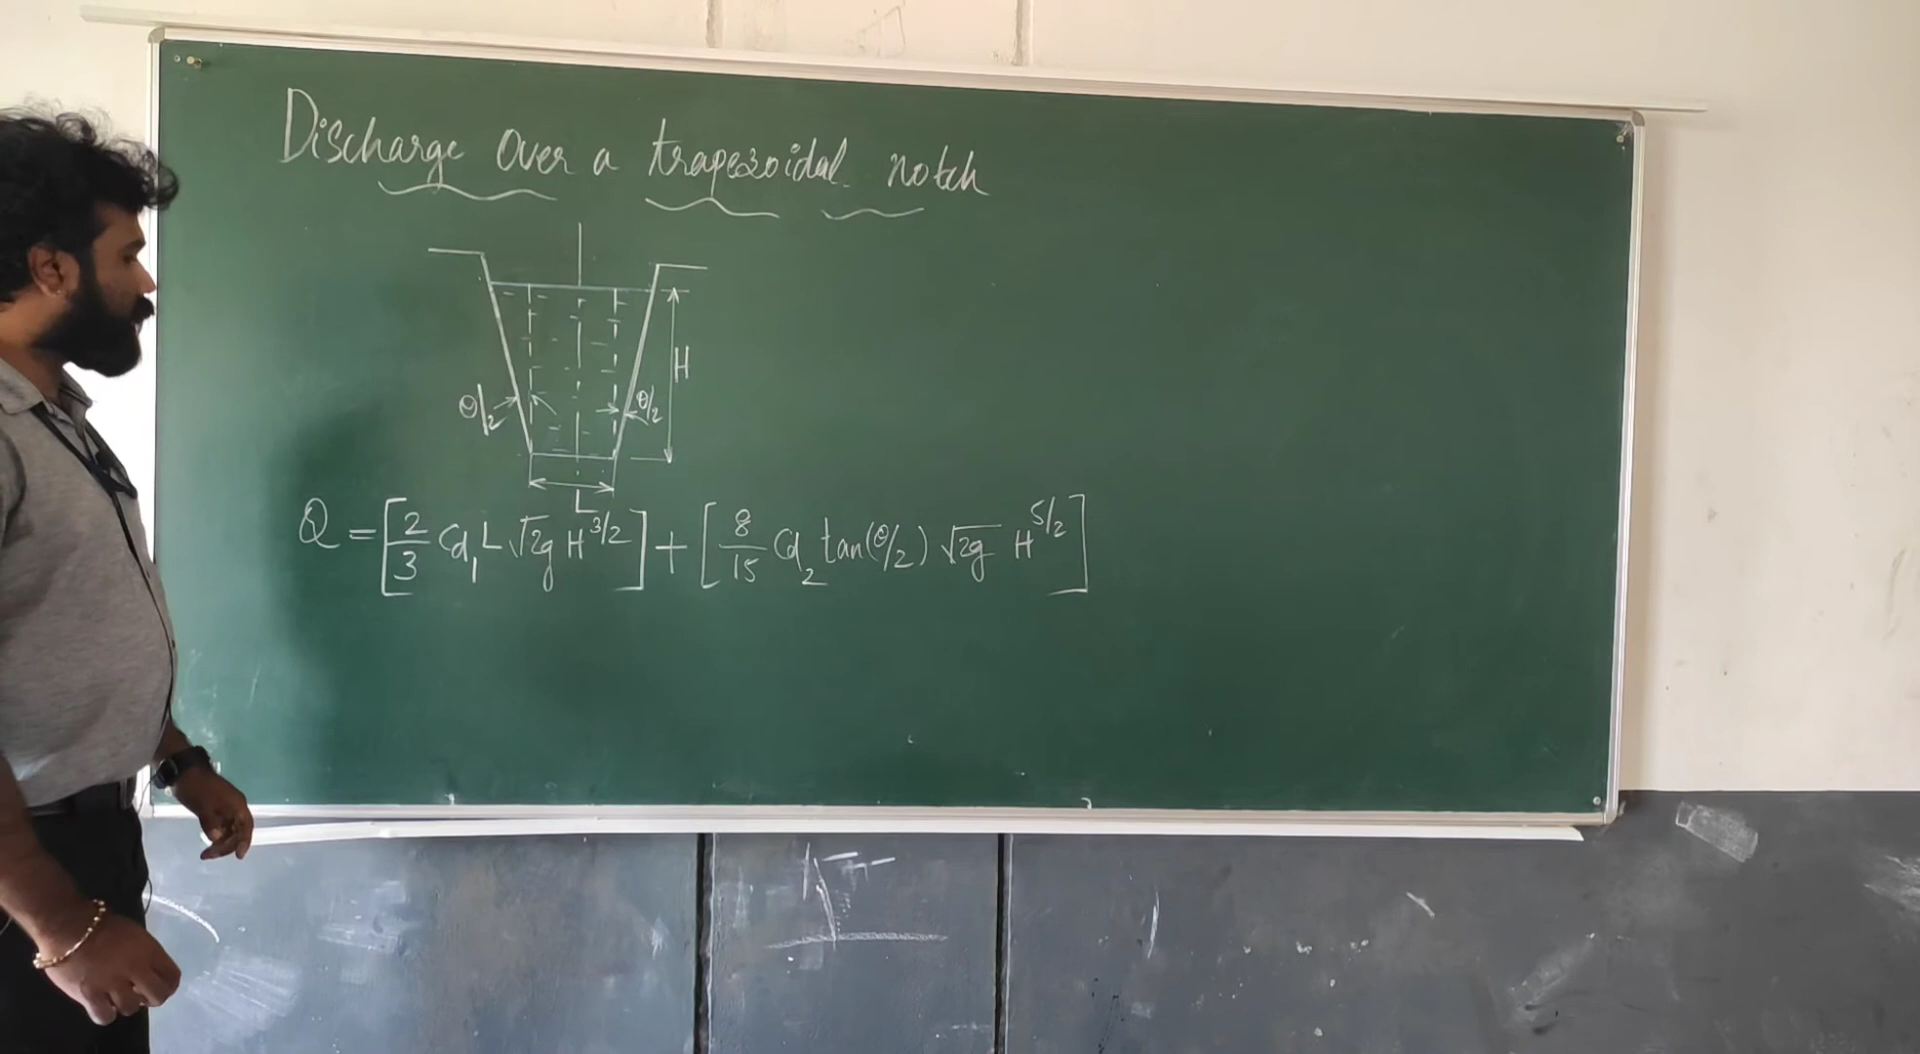 Discharge over a trapezoidal notch
H
θ/2 θ/2
L
Q = [2/3 Cd₁ L √2g H^3/2] + [8/15 Cd₂ tan(θ/2) √2g H^5/2]